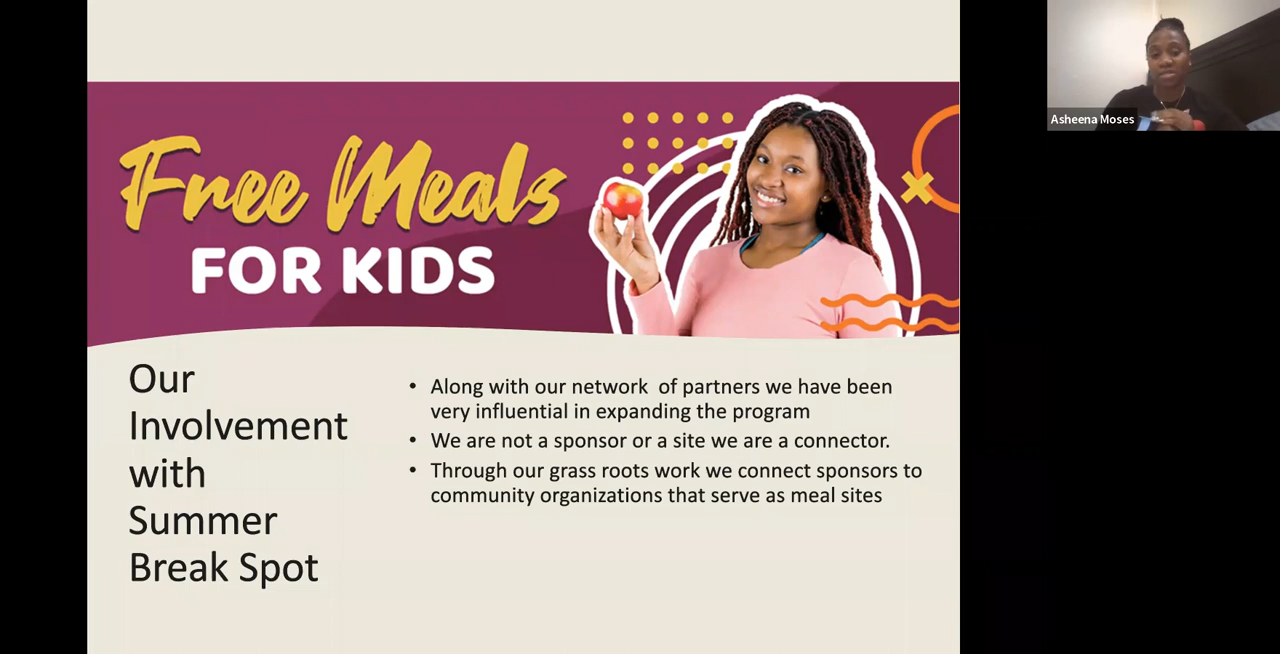 Free Meals
FOR KIDS
Asheena Moses
Our
Involvement
with
Summer
Break Spot
• Along with our network  of partners we have been
very influential in expanding the program
• We are not a sponsor or a site we are a connector.
• Through our grass roots work we connect sponsors to
community organizations that serve as meal sites